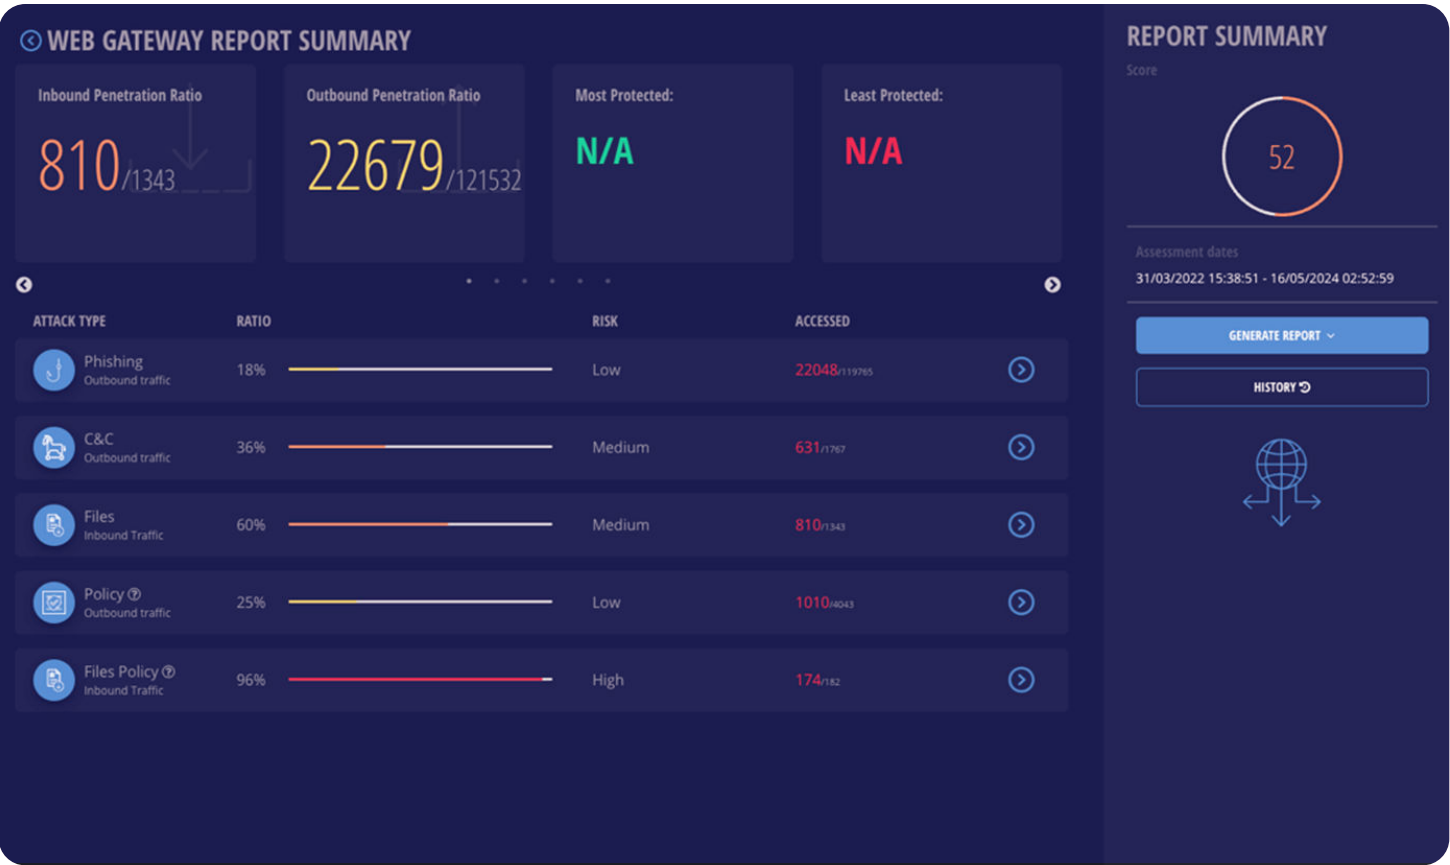 WEB GATEWAY REPORT SUMMARY
Inbound Penetration Ratio
810/1343
Outbound Penetration Ratio
22679/121532
Most Protected:
N/A
Least Protected:
N/A
ATTACK TYPE RATIO RISK ACCESSED
Phishing
Outbound traffic
18% Low 22048/119765
C&C
Outbound traffic
36% Medium 631/1767
Files
Inbound Traffic
60% Medium 810/1343
Policy
Outbound traffic
25% Low 1010/4043
Files Policy
Inbound Traffic
96% High 174/182
REPORT SUMMARY
Score
52
Assessment dates
31/03/2022 15:38:51 - 16/05/2024 02:52:59
GENERATE REPORT
HISTORY